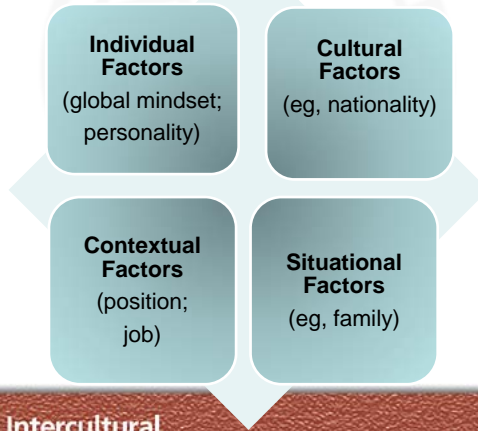 Individual
Factors
(global mindset;
personality)
Cultural
Factors
(eg, nationality)
Contextual
Factors
(position;
job)
Situational
Factors
(eg, family)
Intercultural